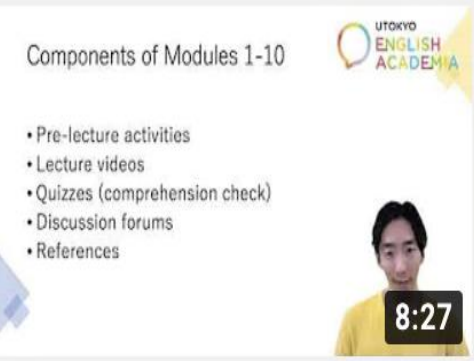 UTOKYO
ENGLISH
ACADEMIA
Components of Modules 1-10
• Pre-lecture activities
• Lecture videos
• Quizzes (comprehension check)
• Discussion forums
• References
8:27